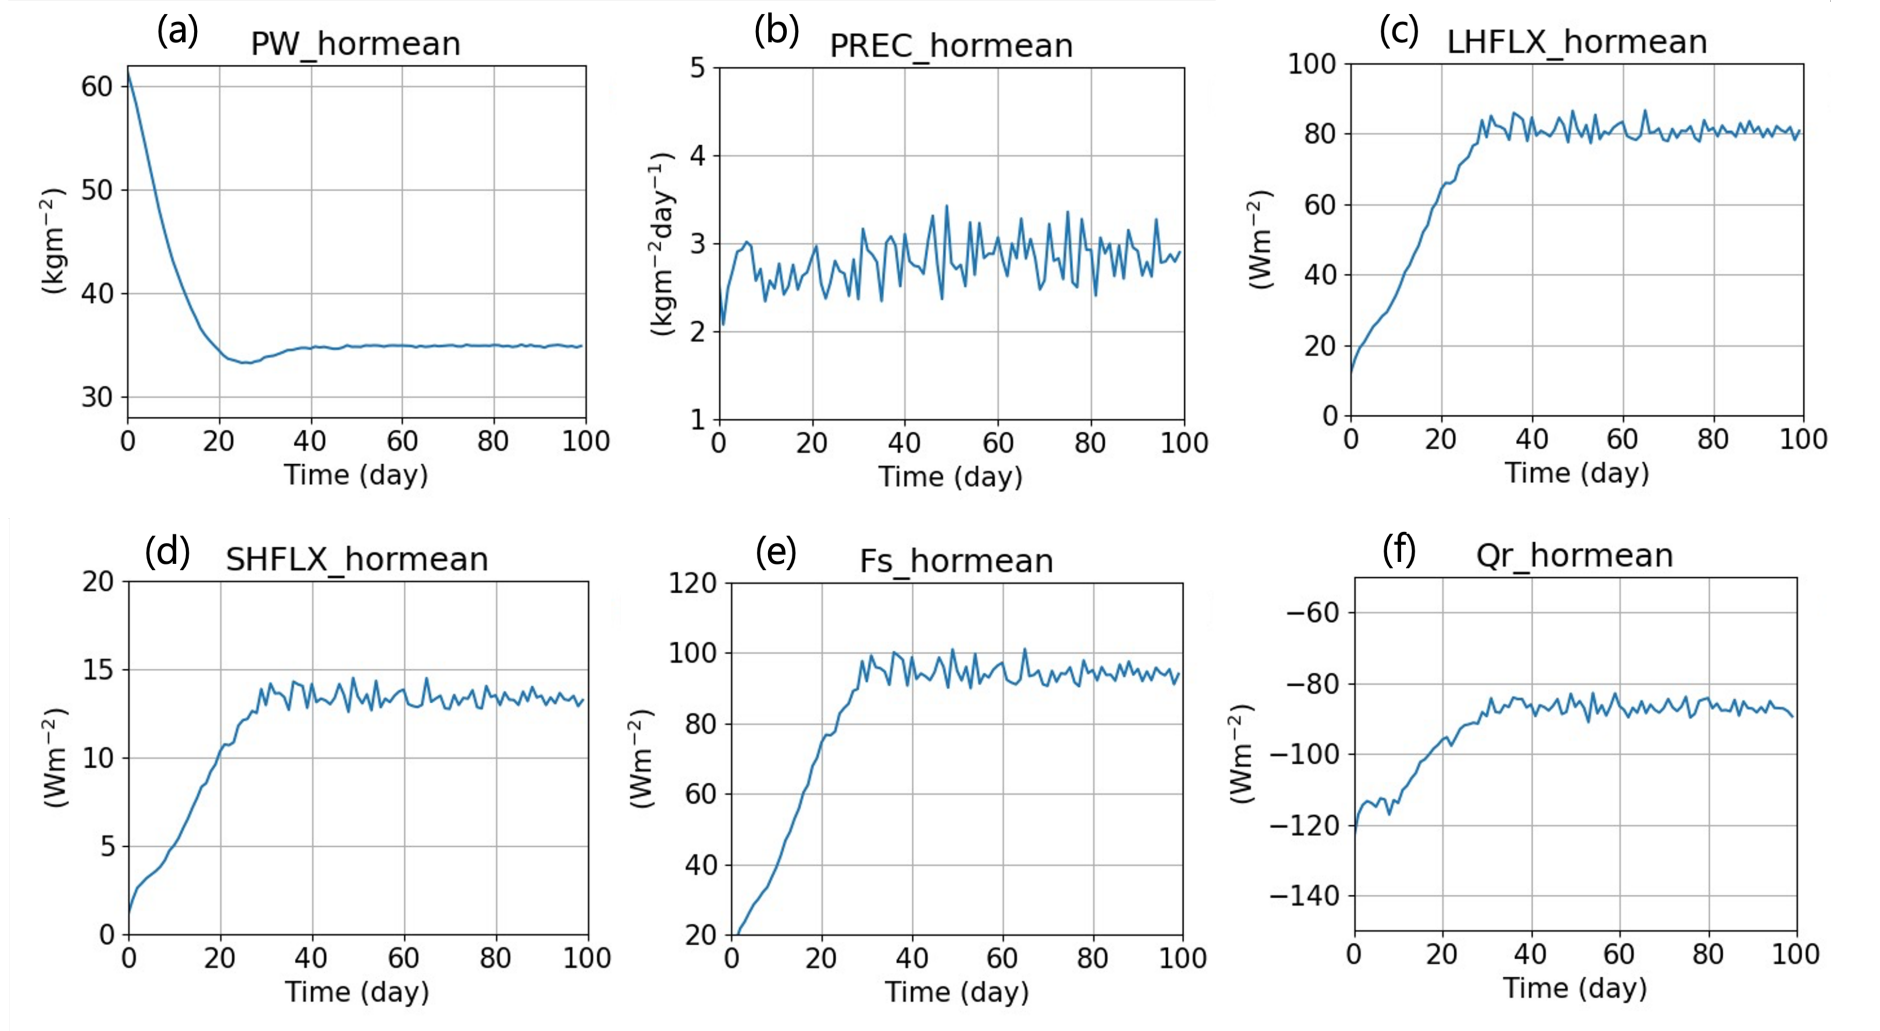 (a)
PW_hormean
60
50
40
30
(kgm⁻²)
0 20 40 60 80 100
Time (day)
(b)
PREC_hormean
5
4
3
2
1
(kgm⁻²day⁻¹)
0 20 40 60 80 100
Time (day)
(c)
LHFLX_hormean
100
80
60
40
20
0
(Wm⁻²)
0 20 40 60 80 100
Time (day)
(d)
SHFLX_hormean
20
15
10
5
0
(Wm⁻²)
0 20 40 60 80 100
Time (day)
(e)
Fs_hormean
120
100
80
60
40
20
(Wm⁻²)
0 20 40 60 80 100
Time (day)
(f)
Qr_hormean
−60
−80
−100
−120
−140
(Wm⁻²)
0 20 40 60 80 100
Time (day)